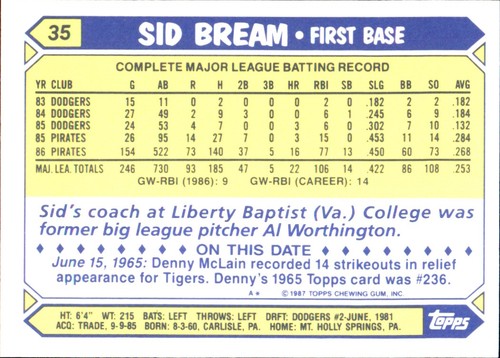 35
SID BREAM • FIRST BASE
COMPLETE MAJOR LEAGUE BATTING RECORD
YR CLUB G AB R H 2B 3B HR RBI SB SLG BB SO AVG
83 DODGERS 15 11 0 2 0 0 0 2 0 .182 2 2 .182
84 DODGERS 27 49 2 9 3 0 0 6 1 .245 6 9 .184
85 DODGERS 24 53 4 7 0 0 3 6 0 .302 7 10 .132
85 PIRATES 26 95 14 27 7 0 3 15 0 .453 11 14 .284
86 PIRATES 154 522 73 140 37 5 16 77 13 .450 60 73 .268
MAJ. LEA. TOTALS 246 730 93 185 47 5 22 106 14 .422 86 108 .253
GW-RBI (1986): 9 GW-RBI (CAREER): 14
Sid's coach at Liberty Baptist (Va.) College was
former big league pitcher Al Worthington.
ON THIS DATE
June 15, 1965: Denny McLain recorded 14 strikeouts in relief
appearance for Tigers. Denny's 1965 Topps card was #236.
A* ©1987 TOPPS CHEWING GUM, INC.
HT: 6'4" WT: 215 BATS: LEFT THROWS: LEFT DRFT: DODGERS #2-JUNE, 1981
ACQ: TRADE, 9-9-85 BORN: 8-3-60, CARLISLE, PA. HOME: MT. HOLLY SPRINGS, PA.
TOPPS